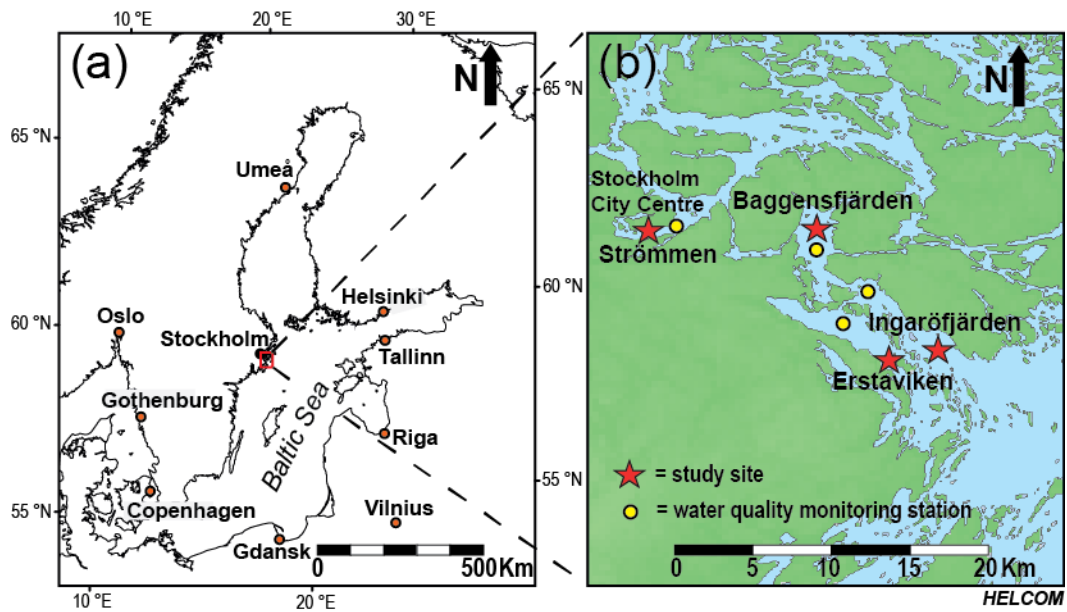 10 °E
20 °E
30 °E
(a)
N
65 °N
60 °N
55 °N
Umeå
Oslo
Helsinki
Stockholm
Tallinn
Gothenburg
Baltic Sea
Riga
Copenhagen
Vilnius
Gdansk
0
500 Km
10 °E
20 °E
65 °N
60 °N
55 °N
(b)
N
Stockholm
City Centre
Baggensfjärden
Strömmen
Ingaröfjärden
Erstaviken
= study site
= water quality monitoring station
0
5
10
15
20 Km
HELCOM